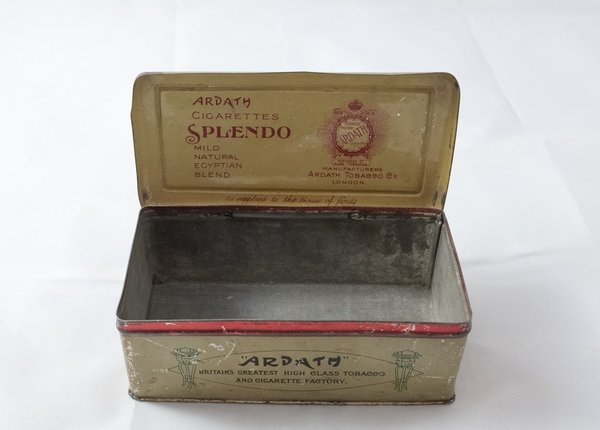 ARDATH
CIGARETTES
SPLENDO
MILD
NATURAL
EGYPTIAN
BLEND
ARDATH
MANUFACTURERS
ARDATH TOBACCO Co
LONDON
as supplied to the House of Lords
"ARDATH"
BRITAIN'S GREATEST HIGH CLASS TOBACCO
AND CIGARETTE FACTORY.